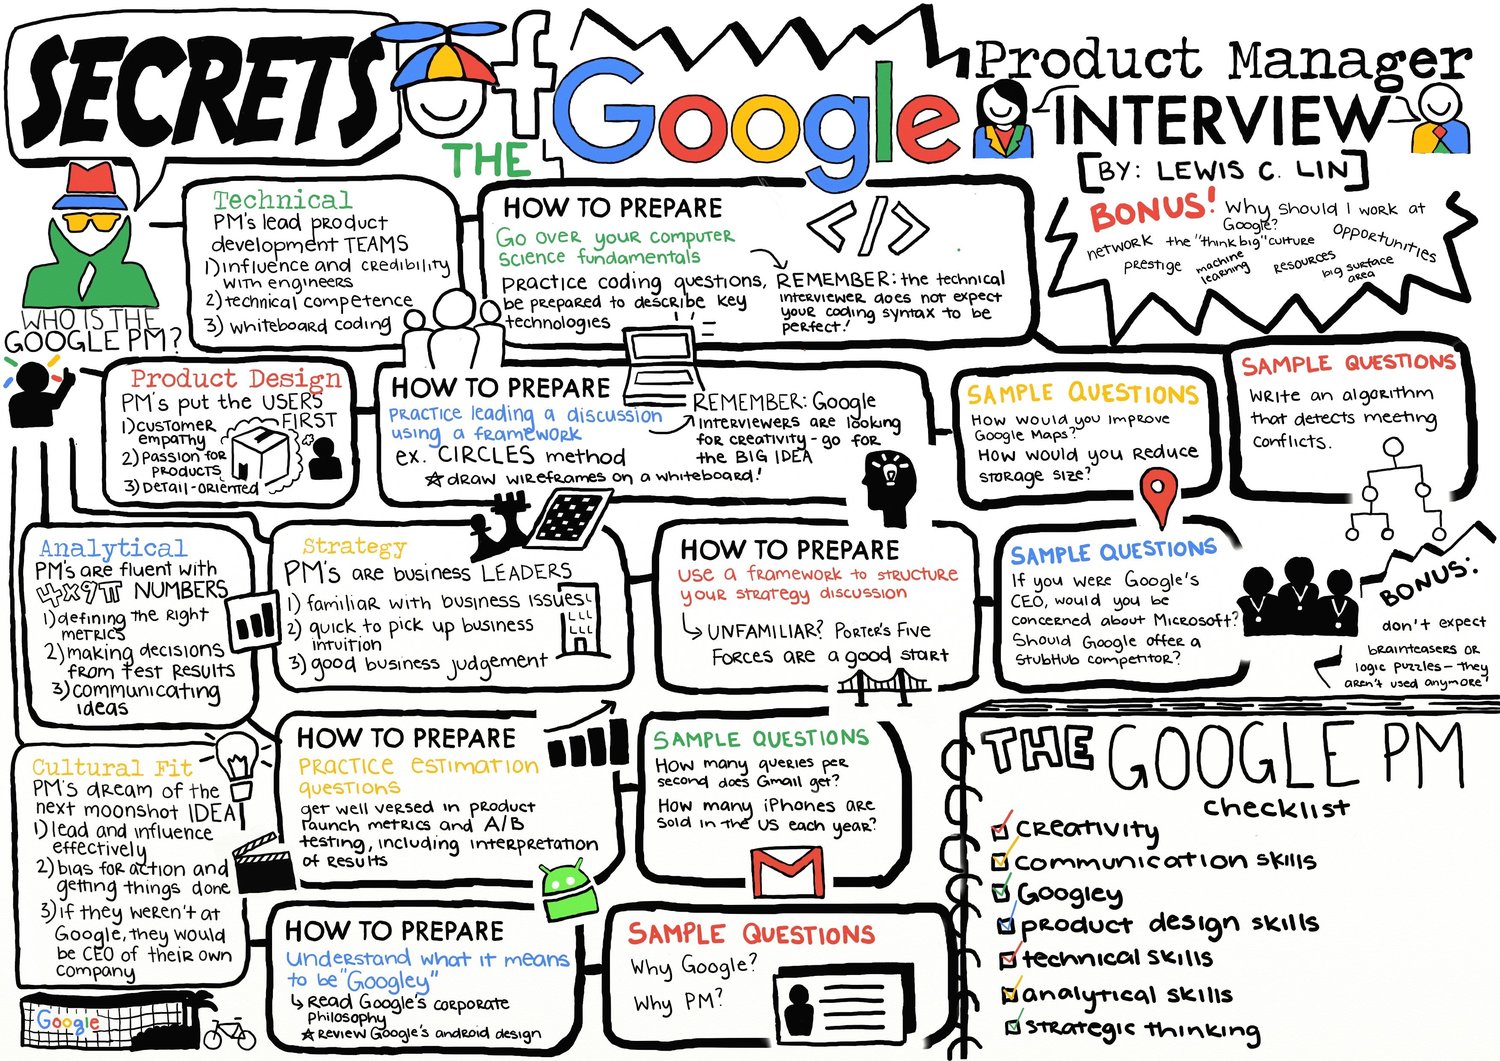 SECRETS Of
THE
Google
Product Manager
INTERVIEW
[BY: LEWIS C. LIN]
WHO IS THE
GOOGLE PM?
Technical
PM's lead product
development TEAMS
1) influence and credibility
with engineers
2) technical competence
3) whiteboard coding
HOW TO PREPARE
Go over your computer
science fundamentals
practice coding questions,
be prepared to describe key
technologies
</>
REMEMBER: the technical
interviewer does not expect
your coding syntax to be
perfect!
BONUS! Why should I work at
Google?
network the "think big" culture
opportunities
prestige
machine
learning
resources
big surface
area
SAMPLE QUESTIONS
Write an algorithm
that detects meeting
conflicts.
Product Design
PM's put the USERS
FIRST
1) customer
empathy
2) passion for
products
3) Detail-oriented
HOW TO PREPARE
practice leading a discussion
using a framework
ex. CIRCLES method
☆ draw wireframes on a whiteboard!
REMEMBER: Google
interviewers are looking
for creativity - go for
the BIG IDEA
SAMPLE QUESTIONS
How would you improve
Google Maps?
How would you reduce
storage size?
Analytical
PM's are fluent with
4x9π NUMBERS
1) defining the right
metrics
2) making decisions
from test results
3) communicating
ideas
Strategy
PM's are business LEADERS
1) familiar with business issues
2) quick to pick up business
intuition
3) good business judgement
HOW TO PREPARE
use a framework to structure
your strategy discussion
↳ UNFAMILIAR? Porter's Five
Forces are a good start
SAMPLE QUESTIONS
If you were Google's
CEO, would you be
concerned about Microsoft?
Should Google offer a
StubHub competitor?
BONUS:
don't expect
brainteasers or
logic puzzles - they
aren't used anymore!
HOW TO PREPARE
practice estimation
questions
get well versed in product
launch metrics and A/B
testing, including interpretation
of results
SAMPLE QUESTIONS
How many queries per
second does Gmail get?
How many iPhones are
sold in the US each year?
Cultural Fit
PM's dream of the
next moonshot IDEA
1) lead and influence
effectively
2) bias for action and
getting things done
3) if they weren't at
Google, they would
be CEO of their own
company
Google
HOW TO PREPARE
understand what it means
to be "Googley"
↳ Read Google's corporate
philosophy
☆ review Google's android design
SAMPLE QUESTIONS
Why Google?
Why PM?
THE GOOGLE PM
checklist
creativity
communication skills
Googley
product design skills
technical skills
analytical skills
strategic thinking